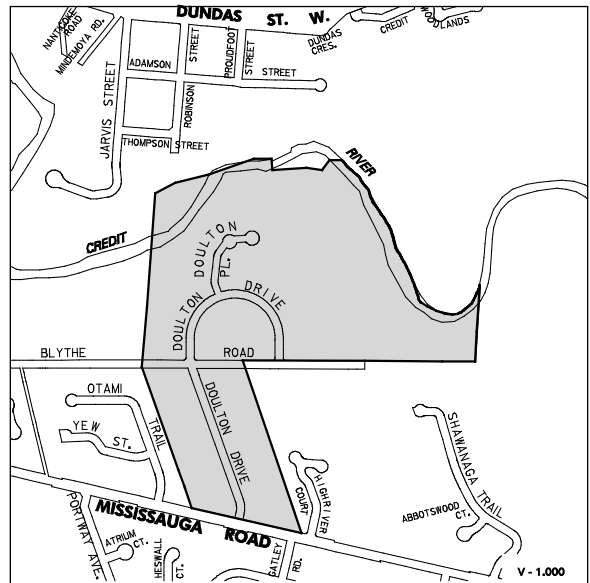 DUNDAS ST. W.
NANTICOKE
ROAD
MINDEMOYA RD.
STREET
PROUDFOOT
STREET
DUNDAS
CRES.
CREDIT
WOODLANDS
ADAMSON
STREET
JARVIS STREET
ROBINSON
THOMPSON STREET
RIVER
CREDIT
DOULTON
PL.
DOULTON
DRIVE
BLYTHE
ROAD
OTAMI
TRAIL
YEW
ST.
DOULTON DRIVE
SHAWANAGA TRAIL
HIGHRIVER
COURT
ABBOTSWOOD
CT.
MISSISSAUGA ROAD
PORTWAY AVE.
ATRIUM
CT.
HESWALL
CT.
GATLEY
RD.
V - 1.000